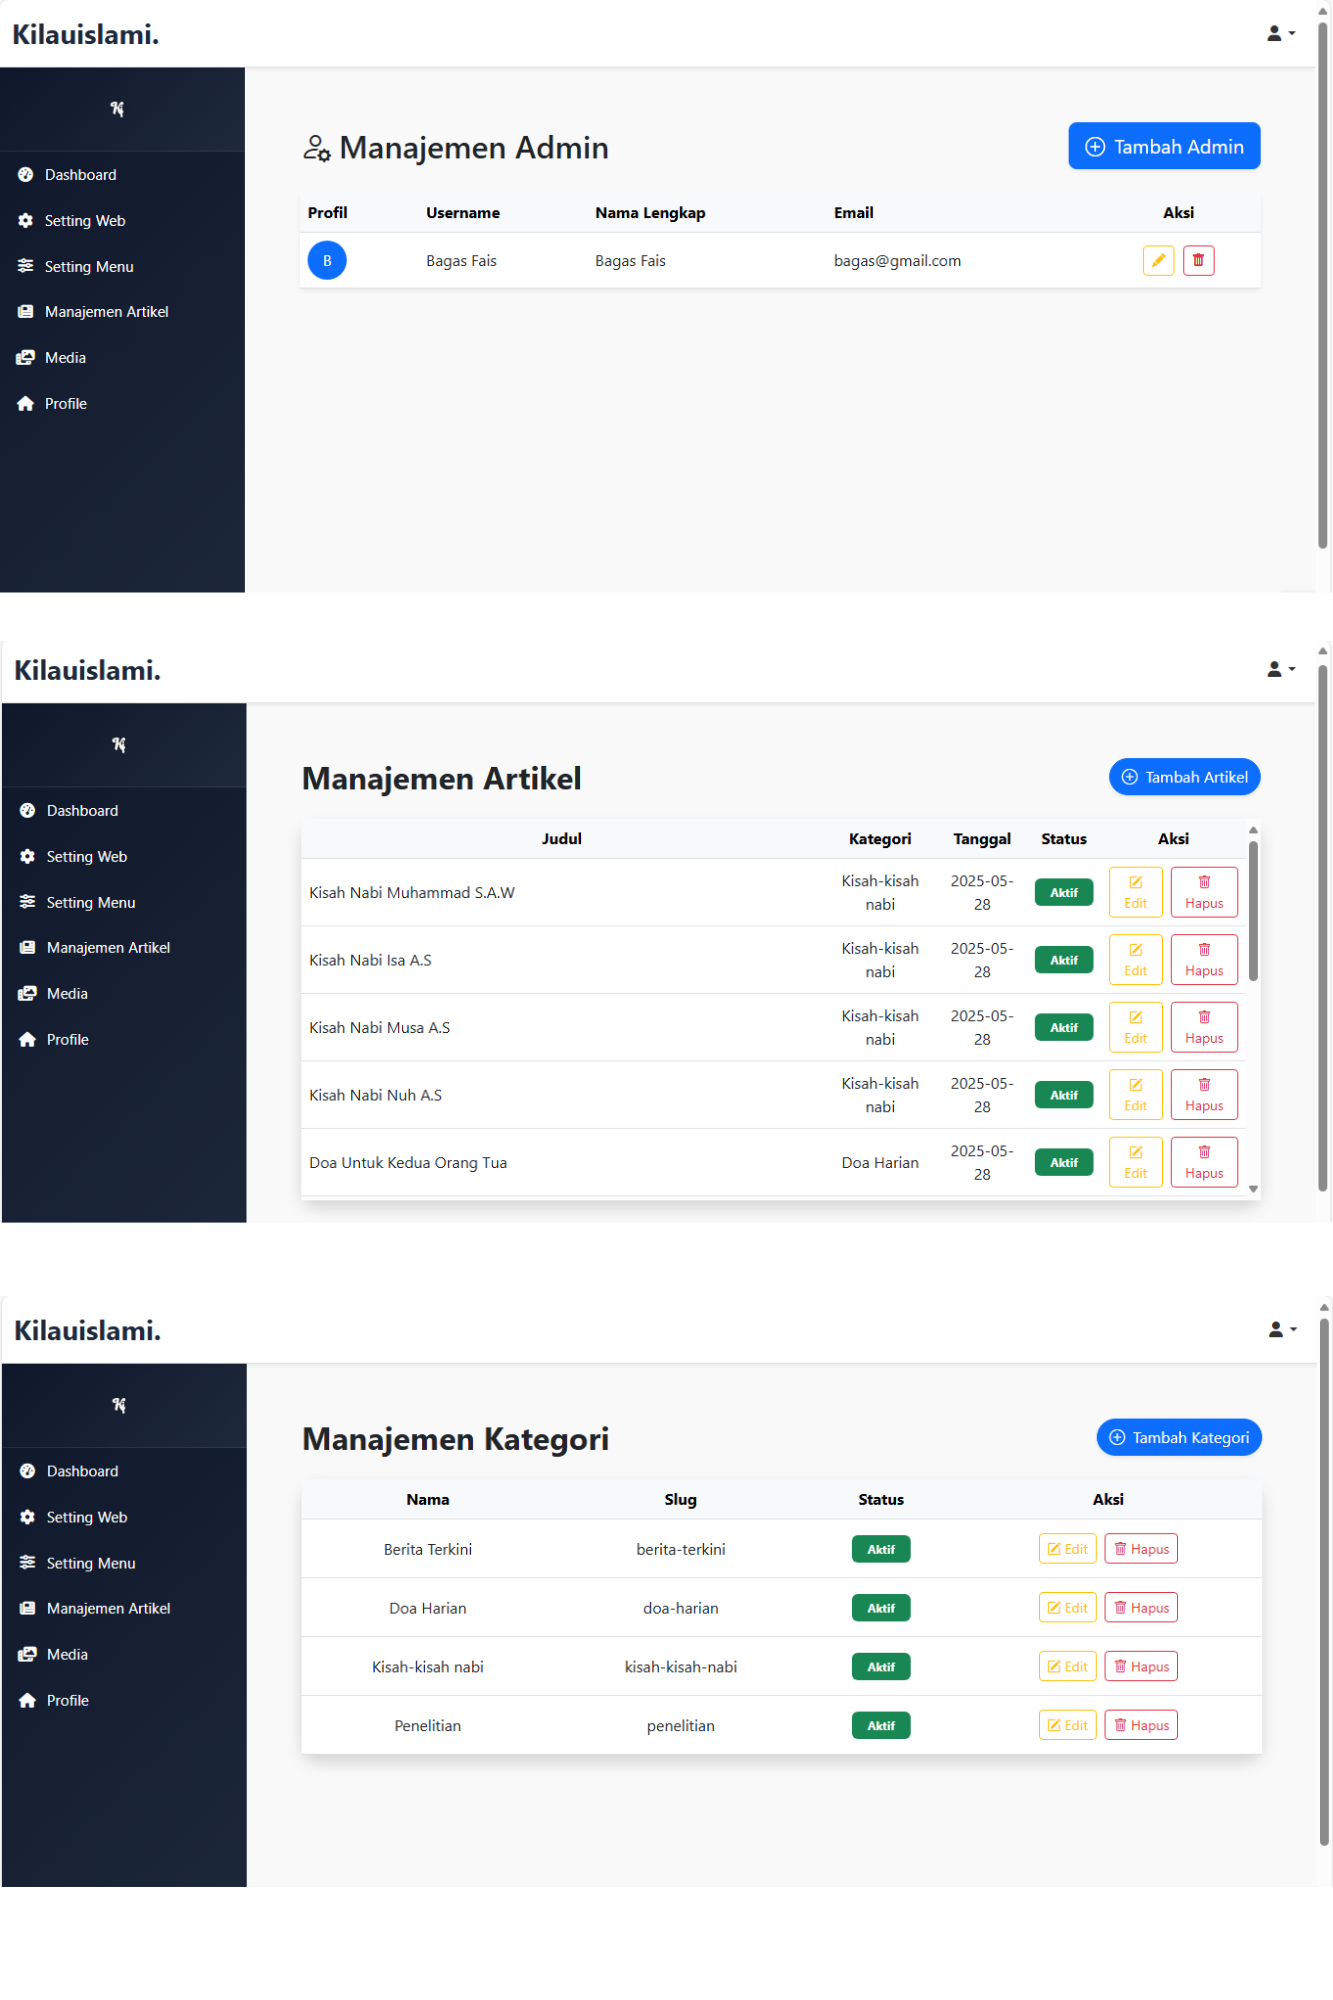 Kilauislami.
Dashboard
Setting Web
Setting Menu
Manajemen Artikel
Media
Profile
Manajemen Admin
Tambah Admin
Profil Username Nama Lengkap Email Aksi
B Bagas Fais Bagas Fais bagas@gmail.com
Kilauislami.
Dashboard
Setting Web
Setting Menu
Manajemen Artikel
Media
Profile
Manajemen Artikel
Tambah Artikel
Judul Kategori Tanggal Status Aksi
Kisah Nabi Muhammad S.A.W Kisah-kisah nabi 2025-05-28 Aktif Edit Hapus
Kisah Nabi Isa A.S Kisah-kisah nabi 2025-05-28 Aktif Edit Hapus
Kisah Nabi Musa A.S Kisah-kisah nabi 2025-05-28 Aktif Edit Hapus
Kisah Nabi Nuh A.S Kisah-kisah nabi 2025-05-28 Aktif Edit Hapus
Doa Untuk Kedua Orang Tua Doa Harian 2025-05-28 Aktif Edit Hapus
Kilauislami.
Dashboard
Setting Web
Setting Menu
Manajemen Artikel
Media
Profile
Manajemen Kategori
Tambah Kategori
Nama Slug Status Aksi
Berita Terkini berita-terkini Aktif Edit Hapus
Doa Harian doa-harian Aktif Edit Hapus
Kisah-kisah nabi kisah-kisah-nabi Aktif Edit Hapus
Penelitian penelitian Aktif Edit Hapus